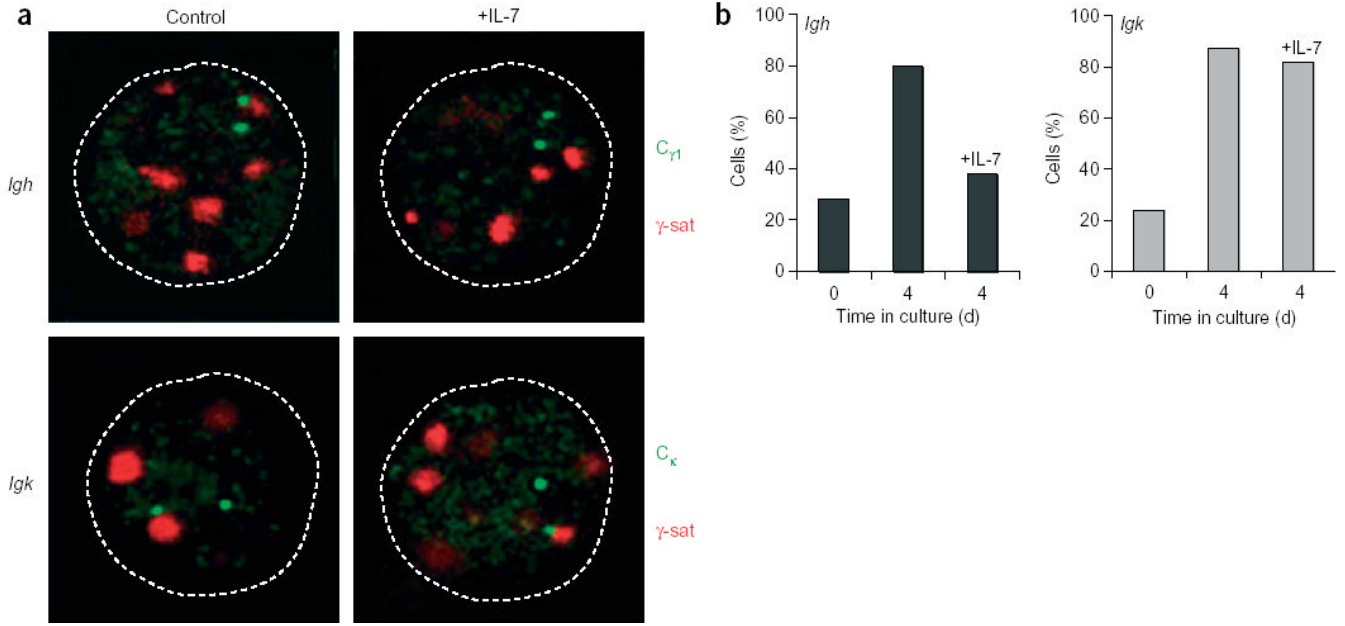 a
Control
+IL-7
Igh
Cγ1
γ-sat
Igk
Cκ
γ-sat
b
Igh
Cells (%)
100
80
60
40
20
0
+IL-7
0 4 4
Time in culture (d)
Igk
Cells (%)
100
80
60
40
20
0
+IL-7
0 4 4
Time in culture (d)